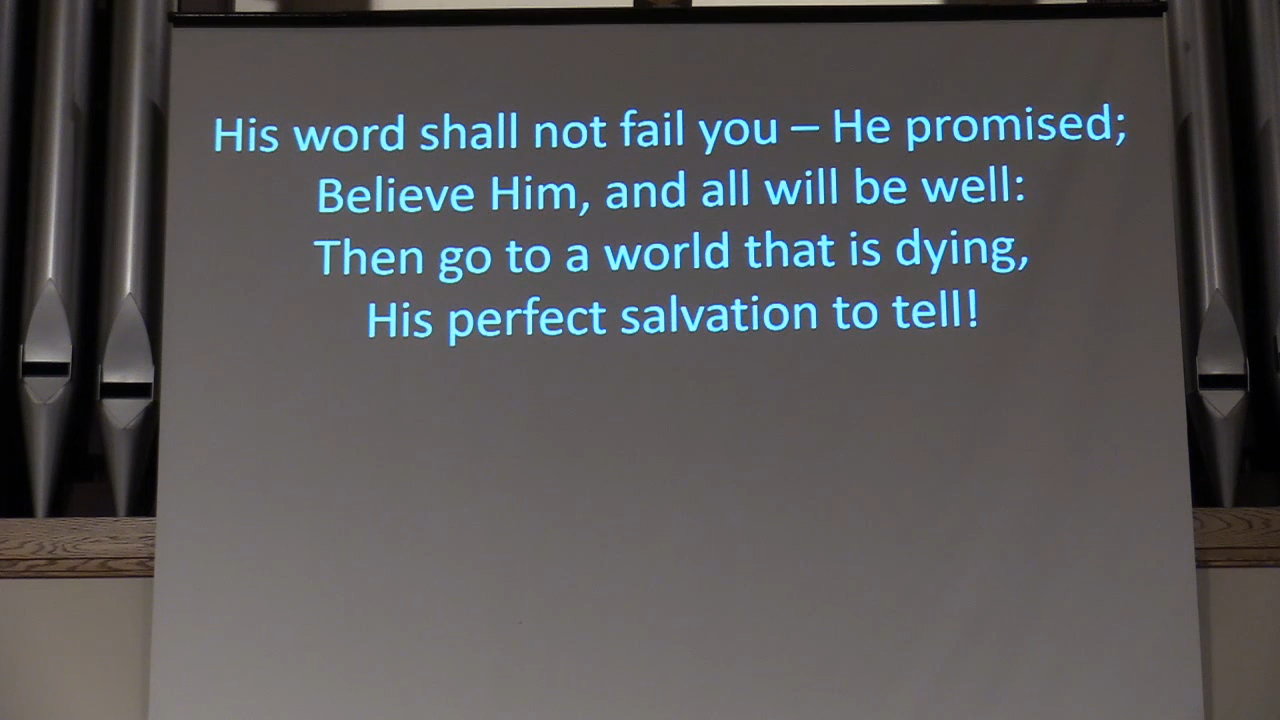 His word shall not fail you – He promised;
Believe Him, and all will be well:
Then go to a world that is dying,
His perfect salvation to tell!